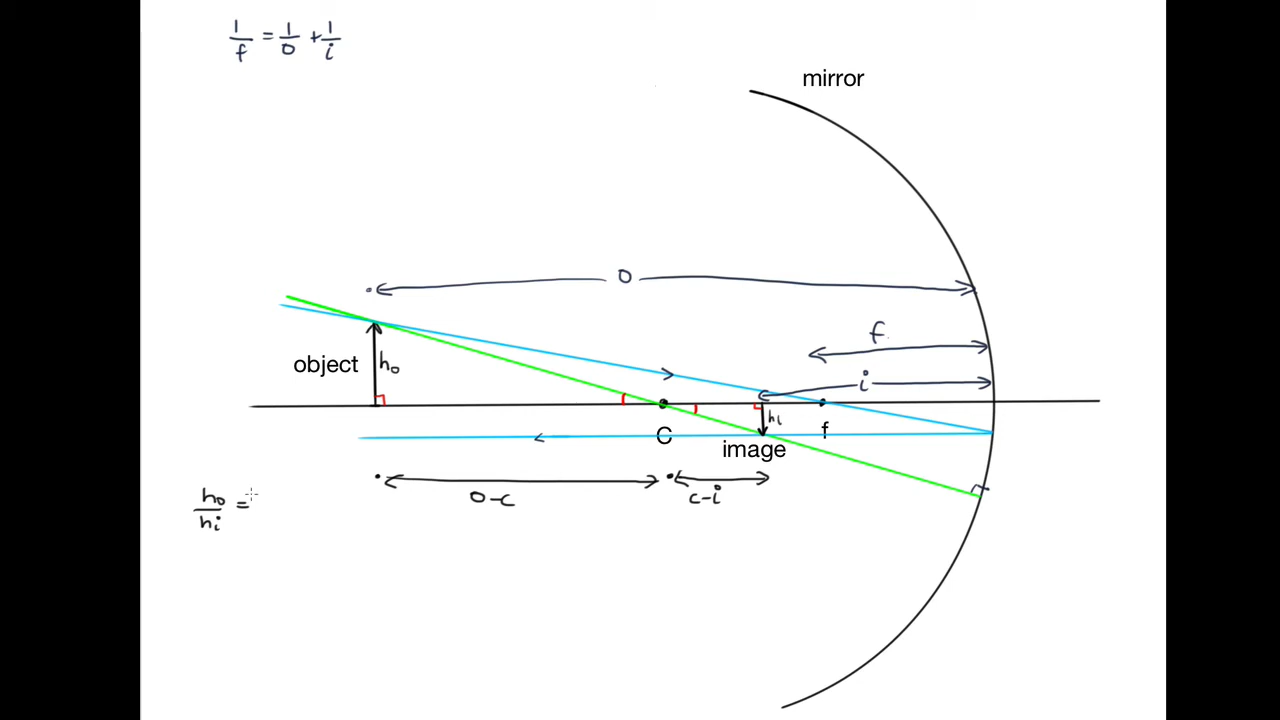 1/f = 1/o + 1/i
mirror
o
f
object
h₀
i
hi
C
f
image
o-c
c-i
h₀/hi =